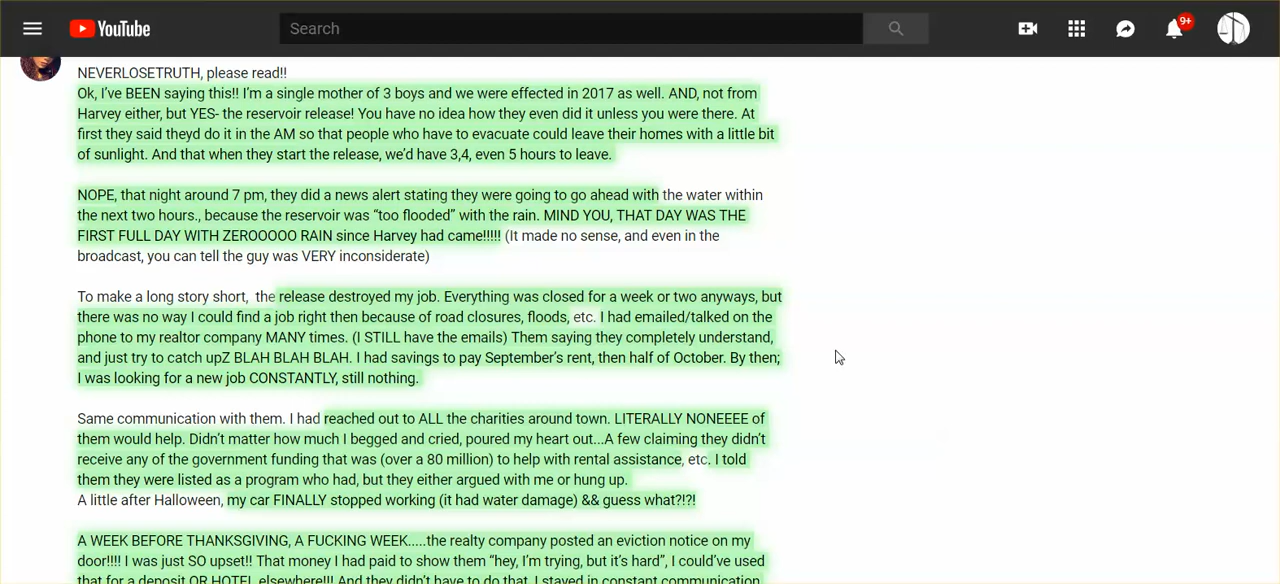 YouTube
Search
9+
NEVERLOSETRUTH, please read!!
Ok, I've BEEN saying this!! I'm a single mother of 3 boys and we were effected in 2017 as well. AND, not from
Harvey either, but YES- the reservoir release! You have no idea how they even did it unless you were there. At
first they said theyd do it in the AM so that people who have to evacuate could leave their homes with a little bit
of sunlight. And that when they start the release, we'd have 3,4, even 5 hours to leave.
NOPE, that night around 7 pm, they did a news alert stating they were going to go ahead with the water within
the next two hours., because the reservoir was “too flooded” with the rain. MIND YOU, THAT DAY WAS THE
FIRST FULL DAY WITH ZEROOOOO RAIN since Harvey had came!!!!! (It made no sense, and even in the
broadcast, you can tell the guy was VERY inconsiderate)
To make a long story short,  the release destroyed my job. Everything was closed for a week or two anyways, but
there was no way I could find a job right then because of road closures, floods, etc. I had emailed/talked on the
phone to my realtor company MANY times. (I STILL have the emails) Them saying they completely understand,
and just try to catch upZ BLAH BLAH BLAH. I had savings to pay September's rent, then half of October. By then;
I was looking for a new job CONSTANTLY, still nothing.
Same communication with them. I had reached out to ALL the charities around town. LITERALLY NONEEEE of
them would help. Didn't matter how much I begged and cried, poured my heart out...A few claiming they didn't
receive any of the government funding that was (over a 80 million) to help with rental assistance, etc. I told
them they were listed as a program who had, but they either argued with me or hung up.
A little after Halloween, my car FINALLY stopped working (it had water damage) && guess what?!?!
A WEEK BEFORE THANKSGIVING, A FUCKING WEEK.....the realty company posted an eviction notice on my
door!!!! I was just SO upset!! That money I had paid to show them “hey, I'm trying, but it's hard”, I could've used
that for a deposit OR HOTEL elsewhere!!! And they didn't have to do that. I stayed in constant communication